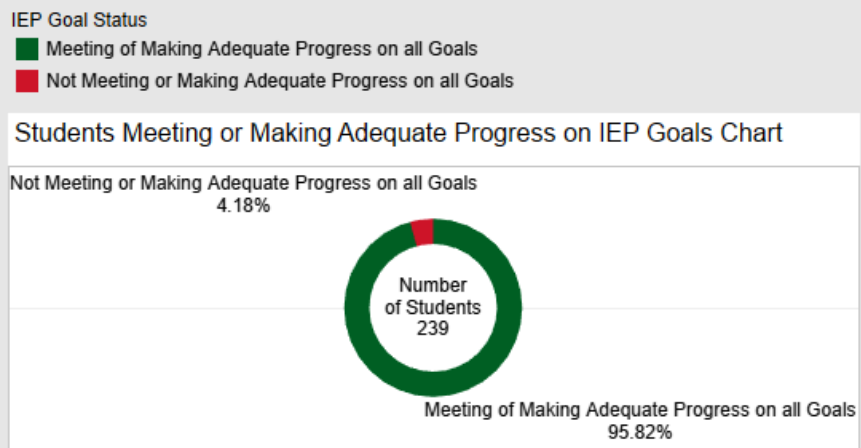 IEP Goal Status
Meeting of Making Adequate Progress on all Goals
Not Meeting or Making Adequate Progress on all Goals
Students Meeting or Making Adequate Progress on IEP Goals Chart
Not Meeting or Making Adequate Progress on all Goals
4.18%
Number
of Students
239
Meeting of Making Adequate Progress on all Goals
95.82%